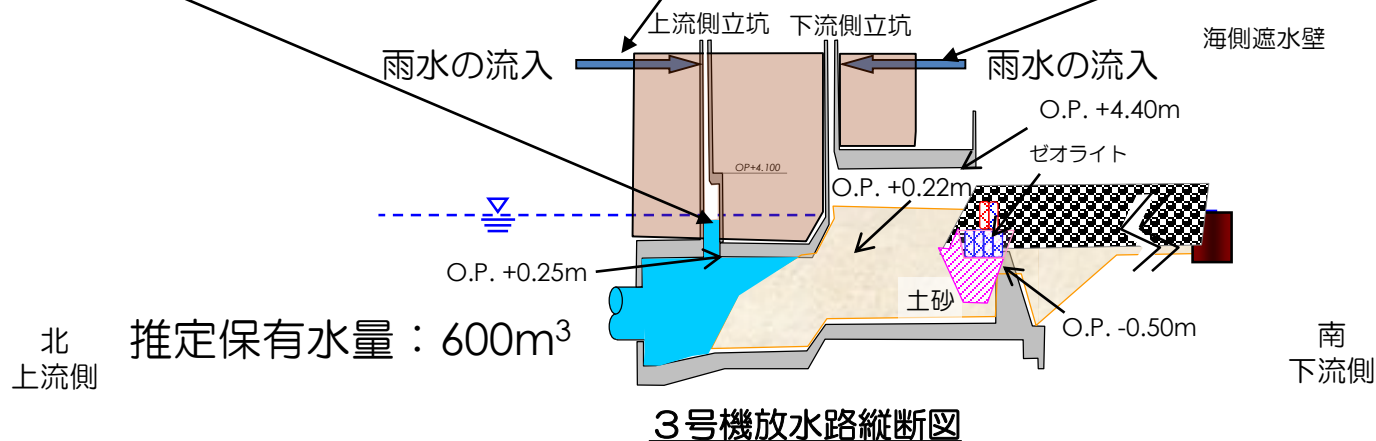 上流側立坑 下流側立坑
海側遮水壁
雨水の流入
雨水の流入
O.P. +4.40m
ゼオライト
OP+4.100
O.P. +0.22m
O.P. +0.25m
土砂
O.P. -0.50m
北
上流側
推定保有水量：600m³
南
下流側
３号機放水路縦断図